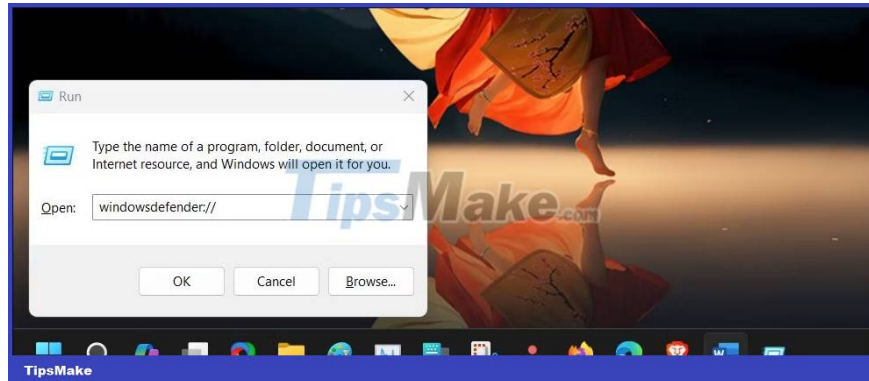 Run
Type the name of a program, folder, document, or
Internet resource, and Windows will open it for you.
Open:
windowsdefender://
TipsMake.com
OK
Cancel
Browse...
TipsMake